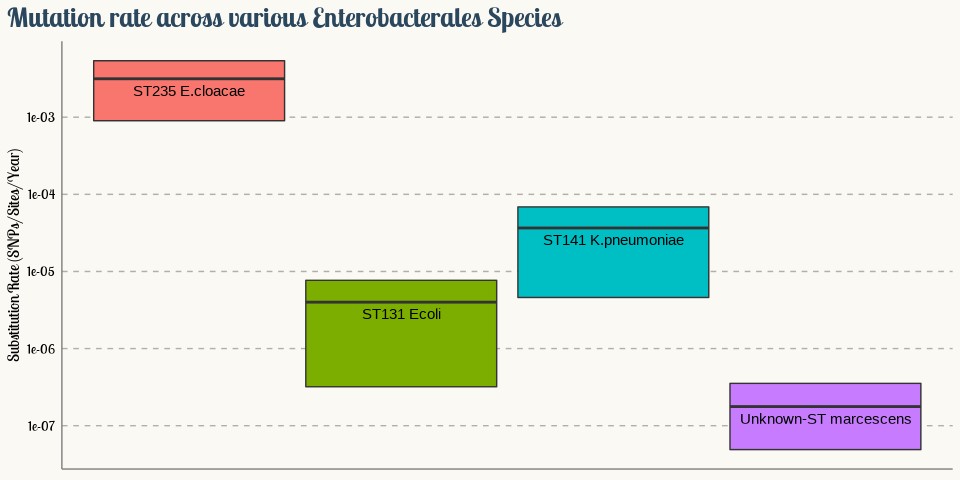 Mutation rate across various Enterobacterales Species
Substitution Rate (SNPs/Sites/Year)
1e-03
1e-04
1e-05
1e-06
1e-07
ST235 E.cloacae
ST141 K.pneumoniae
ST131 Ecoli
Unknown-ST marcescens